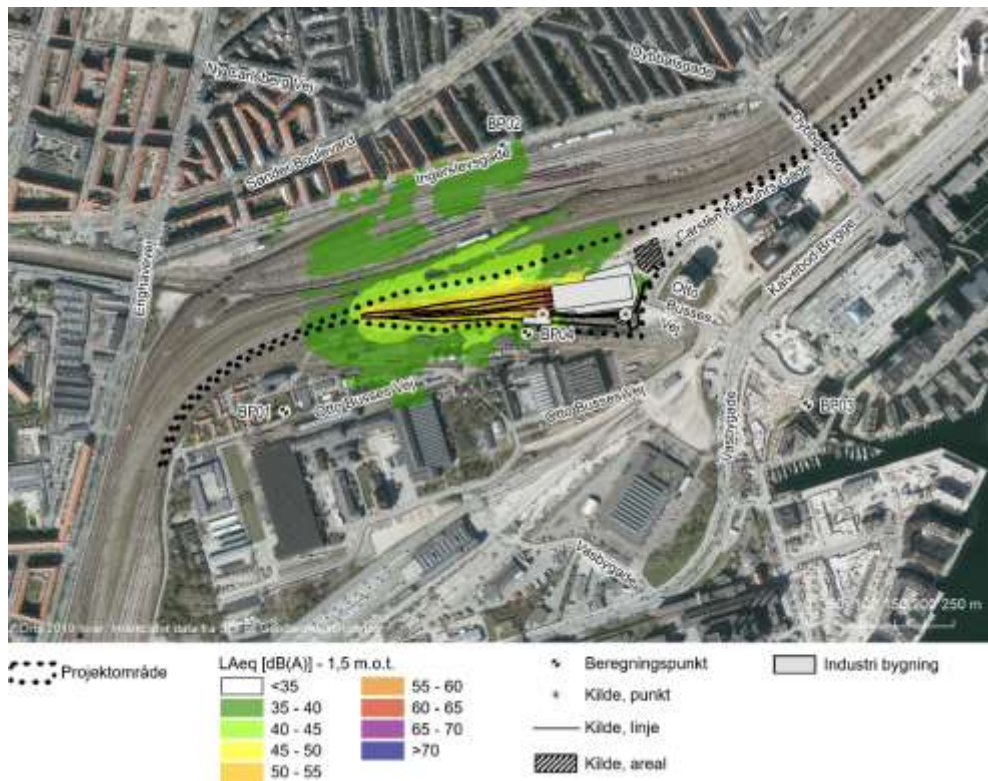 Dybbølsgade
Ny Carlsberg Vej
BP02
Dybbølsbro
Sønder Boulevard
Ingerslevsgade
Carsten Niebuhrs Gade
Enghavevej
Kalvebod Brygge
Otto
Busses
Vej
BP04
BP01
Otto Busses Vej
Otto Busses Vej
BP03
Vasbygade
Vasbygade
250 m
Projektområde
LAeq [dB(A)] - 1,5 m.o.t.
<35
35 - 40
40 - 45
45 - 50
50 - 55
55 - 60
60 - 65
65 - 70
>70
Beregningspunkt
Kilde, punkt
Kilde, linje
Kilde, areal
Industri bygning